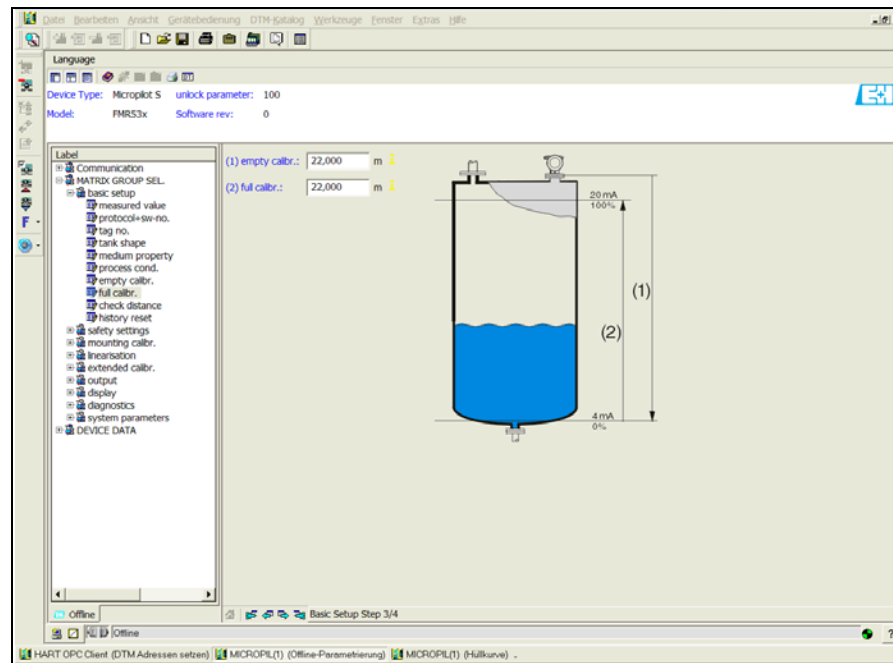 Datei Bearbeiten Ansicht Gerätebedienung DTM-Katalog Werkzeuge Fenster Extras Hilfe
Language
Device Type: Micropilot S unlock parameter: 100
Model: FMR53x Software rev: 0
E+H
Label
Communication
MATRIX GROUP SEL.
basic setup
measured value
protocol+sw-no.
tag no.
tank shape
medium property
process cond.
empty calibr.
full calibr.
check distance
history reset
safety settings
mounting calibr.
linearisation
extended calibr.
output
display
diagnostics
system parameters
DEVICE DATA
(1) empty calibr.: 22,000 m
(2) full calibr.: 22,000 m
20 mA
100%
(1)
(2)
4 mA
0%
Offline
Basic Setup Step 3/4
Offline
HART OPC Client (DTM Adressen setzen) MICROPIL(1) (Offline-Parametrierung) MICROPIL(1) (Hüllkurve)